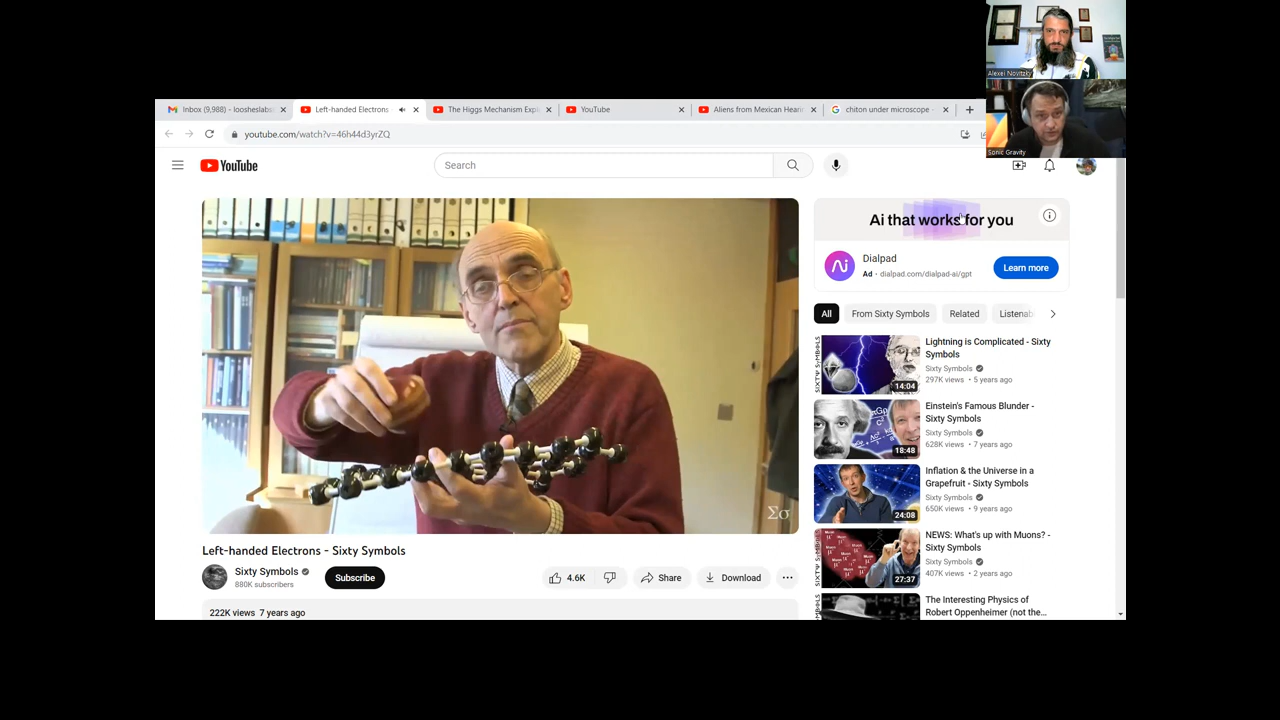 Alexei Novitzky
Sonic Gravity
Inbox (9,988) - loosheslabs
Left-handed Electrons
The Higgs Mechanism Expl
YouTube
Aliens from Mexican Hearin
chiton under microscope -
youtube.com/watch?v=46h44d3yrZQ
YouTube
Search
Ai that works for you
Dialpad
Ad · dialpad.com/dialpad-ai/gpt
Learn more
All
From Sixty Symbols
Related
Listenab
Σσ
Left-handed Electrons - Sixty Symbols
Sixty Symbols
880K subscribers
Subscribe
4.6K
Share
Download
222K views 7 years ago
14:04
Lightning is Complicated - Sixty
Symbols
Sixty Symbols
297K views • 5 years ago
18:48
Einstein's Famous Blunder -
Sixty Symbols
Sixty Symbols
628K views • 7 years ago
24:08
Inflation & the Universe in a
Grapefruit - Sixty Symbols
Sixty Symbols
650K views • 9 years ago
27:37
NEWS: What's up with Muons? -
Sixty Symbols
Sixty Symbols
407K views • 2 years ago
The Interesting Physics of
Robert Oppenheimer (not the...